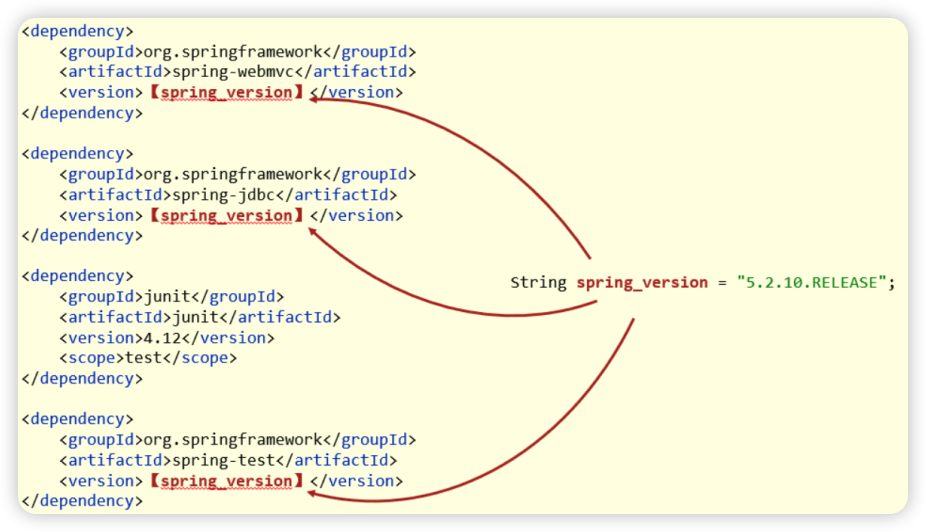 <dependency>
    <groupId>org.springframework</groupId>
    <artifactId>spring-webmvc</artifactId>
    <version>【spring_version】</version>
</dependency>
<dependency>
    <groupId>org.springframework</groupId>
    <artifactId>spring-jdbc</artifactId>
    <version>【spring_version】</version>
</dependency>
<dependency>
    <groupId>junit</groupId>
    <artifactId>junit</artifactId>
    <version>4.12</version>
    <scope>test</scope>
</dependency>
<dependency>
    <groupId>org.springframework</groupId>
    <artifactId>spring-test</artifactId>
    <version>【spring_version】</version>
</dependency>
String spring_version = "5.2.10.RELEASE";